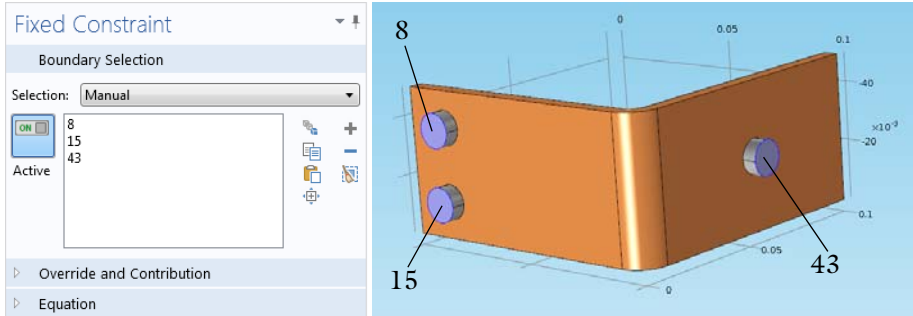 Fixed Constraint
Boundary Selection
Selection: Manual
ON
Active
8
15
43
Override and Contribution
Equation
8
15
43
0
0.05
0.1
-40
x10⁻³
-20
0.1
0.05
0